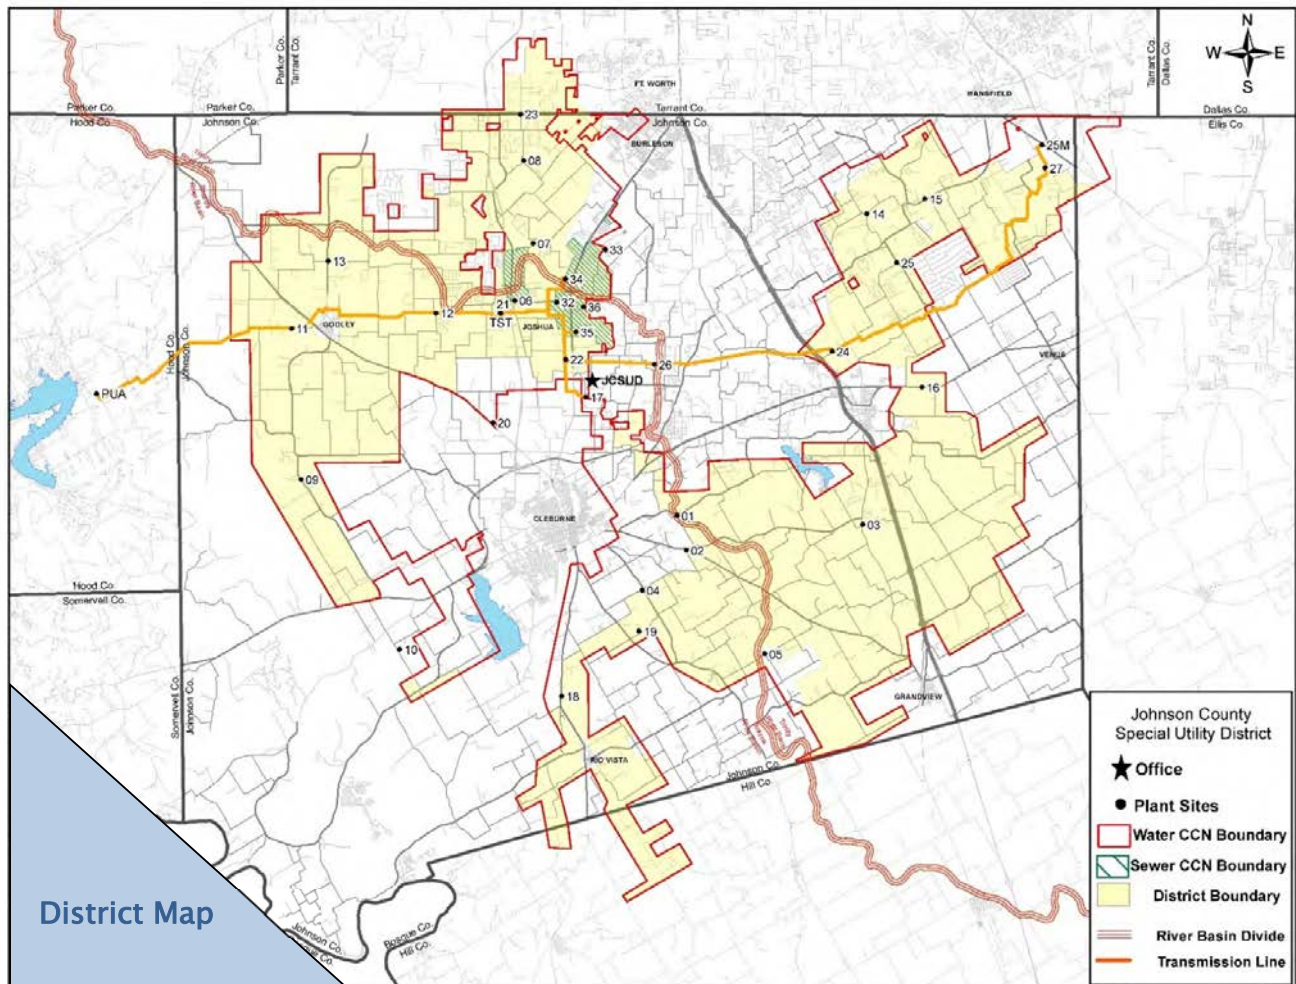 N
W E
S
Parker Co.
Tarrant Co.
Tarrant Co.
Dallas Co.
FT. WORTH
MANSFIELD
Parker Co.
Hood Co.
Parker Co.
Johnson Co.
Tarrant Co.
Johnson Co.
Dallas Co.
Ellis Co.
23
BURLESON
25M
08
27
15
14
07
33
13
25
34
06
21
32
36
12
TST
JOSHUA
GODLEY
11
35
Hood Co.
Johnson Co.
24
VENUS
22
26
JCSUD
16
PUA
17
20
09
CLEBURNE
01
03
02
Hood Co.
Somervell Co.
04
19
10
05
Somervell Co.
Johnson Co.
18
GRANDVIEW
RIO VISTA
Johnson Co.
Hill Co.
Johnson County
Special Utility District
Office
Plant Sites
Water CCN Boundary
Sewer CCN Boundary
District Boundary
River Basin Divide
Transmission Line
District Map
Johnson Co.
Bosque Co.
Hill Co.